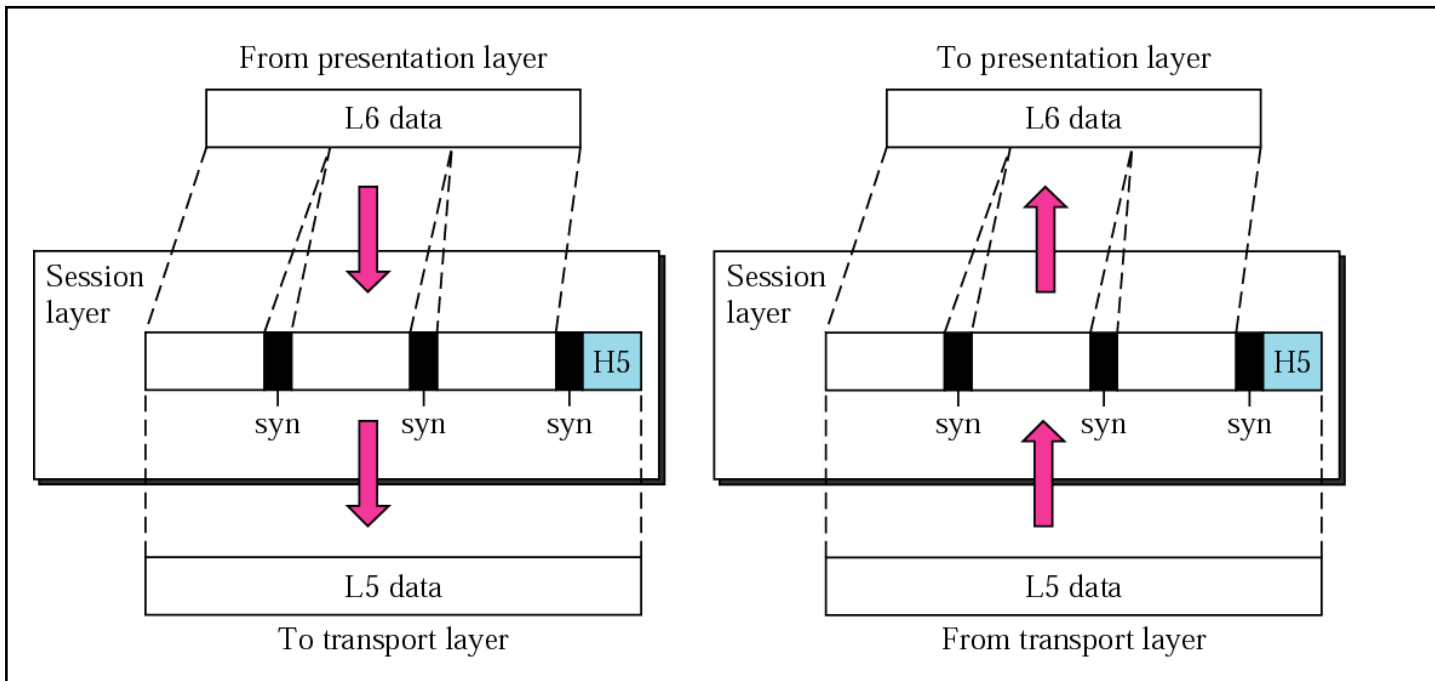 From presentation layer
L6 data
Session
layer
H5
syn
syn
syn
L5 data
To transport layer
To presentation layer
L6 data
Session
layer
H5
syn
syn
syn
L5 data
From transport layer